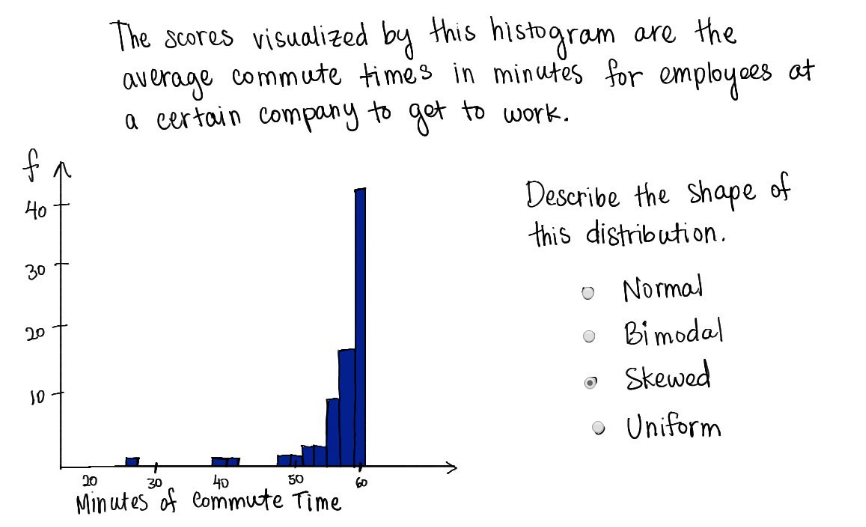 The scores visualized by this histogram are the
average commute times in minutes for employees at
a certain company to get to work.
f
40
30
20
10
20 30 40 50 60
Minutes of Commute Time
Describe the shape of
this distribution.
Normal
Bimodal
Skewed
Uniform